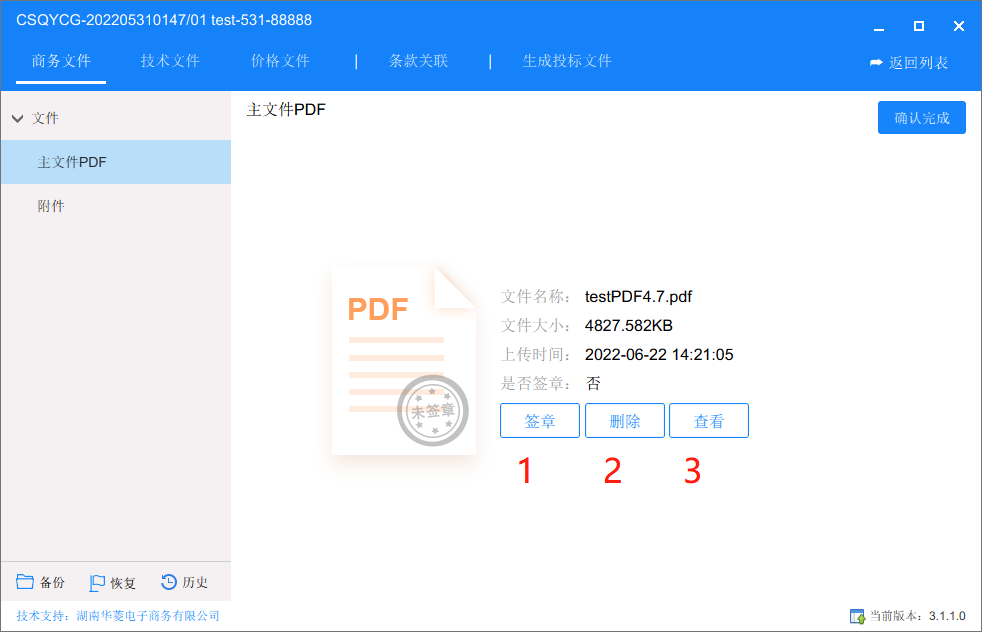 CSQYCG-202205310147/01 test-531-88888
商务文件 技术文件 价格文件 | 条款关联 | 生成投标文件 返回列表
文件
主文件PDF
附件
主文件PDF
确认完成
PDF
未签章
文件名称： testPDF4.7.pdf
文件大小： 4827.582KB
上传时间： 2022-06-22 14:21:05
是否签章： 否
签章 删除 查看
1 2 3
备份 恢复 历史
技术支持：湖南华菱电子商务有限公司
当前版本：3.1.1.0